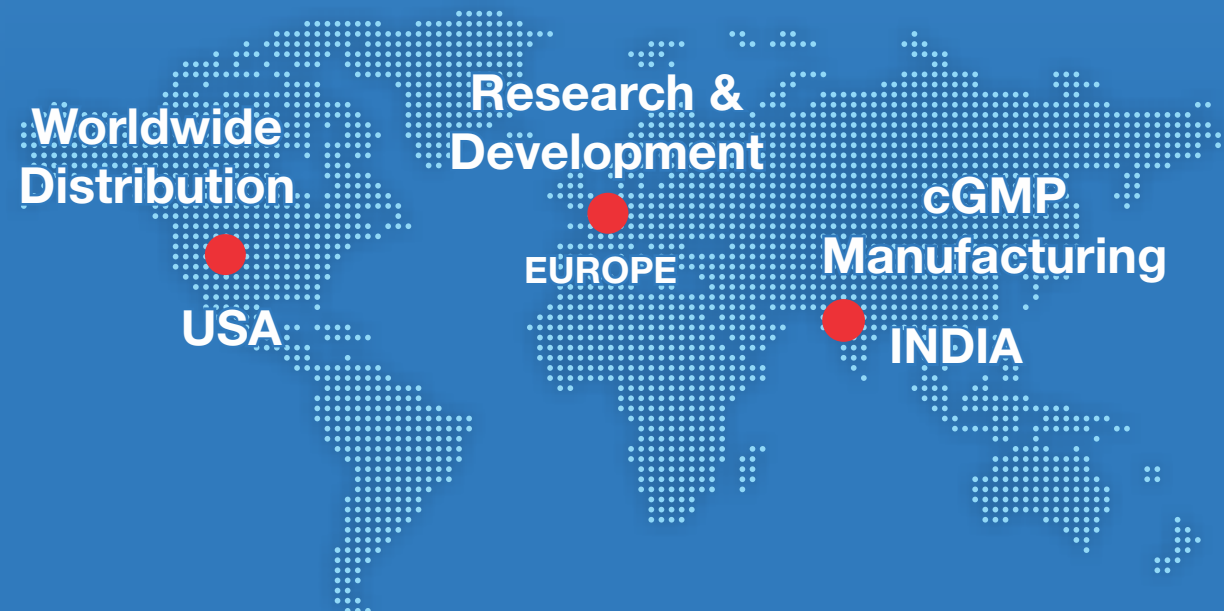 Worldwide
Distribution
USA
Research &
Development
EUROPE
cGMP
Manufacturing
INDIA